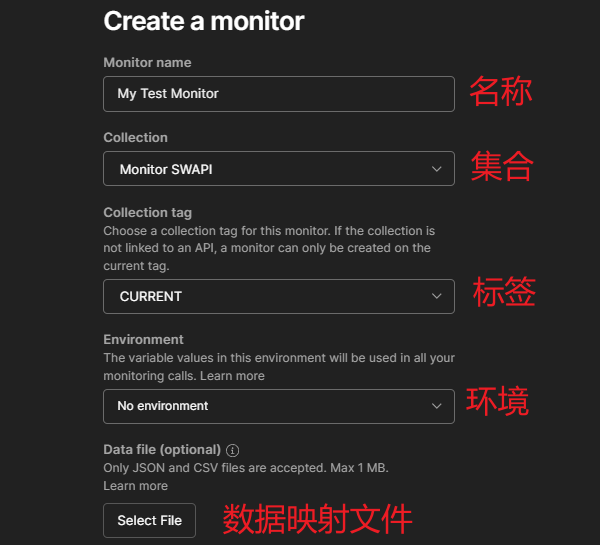 Create a monitor
Monitor name
My Test Monitor
名称
Collection
Monitor SWAPI
集合
Collection tag
Choose a collection tag for this monitor. If the collection is
not linked to an API, a monitor can only be created on the
current tag.
CURRENT
标签
Environment
The variable values in this environment will be used in all your
monitoring calls. Learn more
No environment
环境
Data file (optional)
Only JSON and CSV files are accepted. Max 1 MB.
Learn more
Select File
数据映射文件